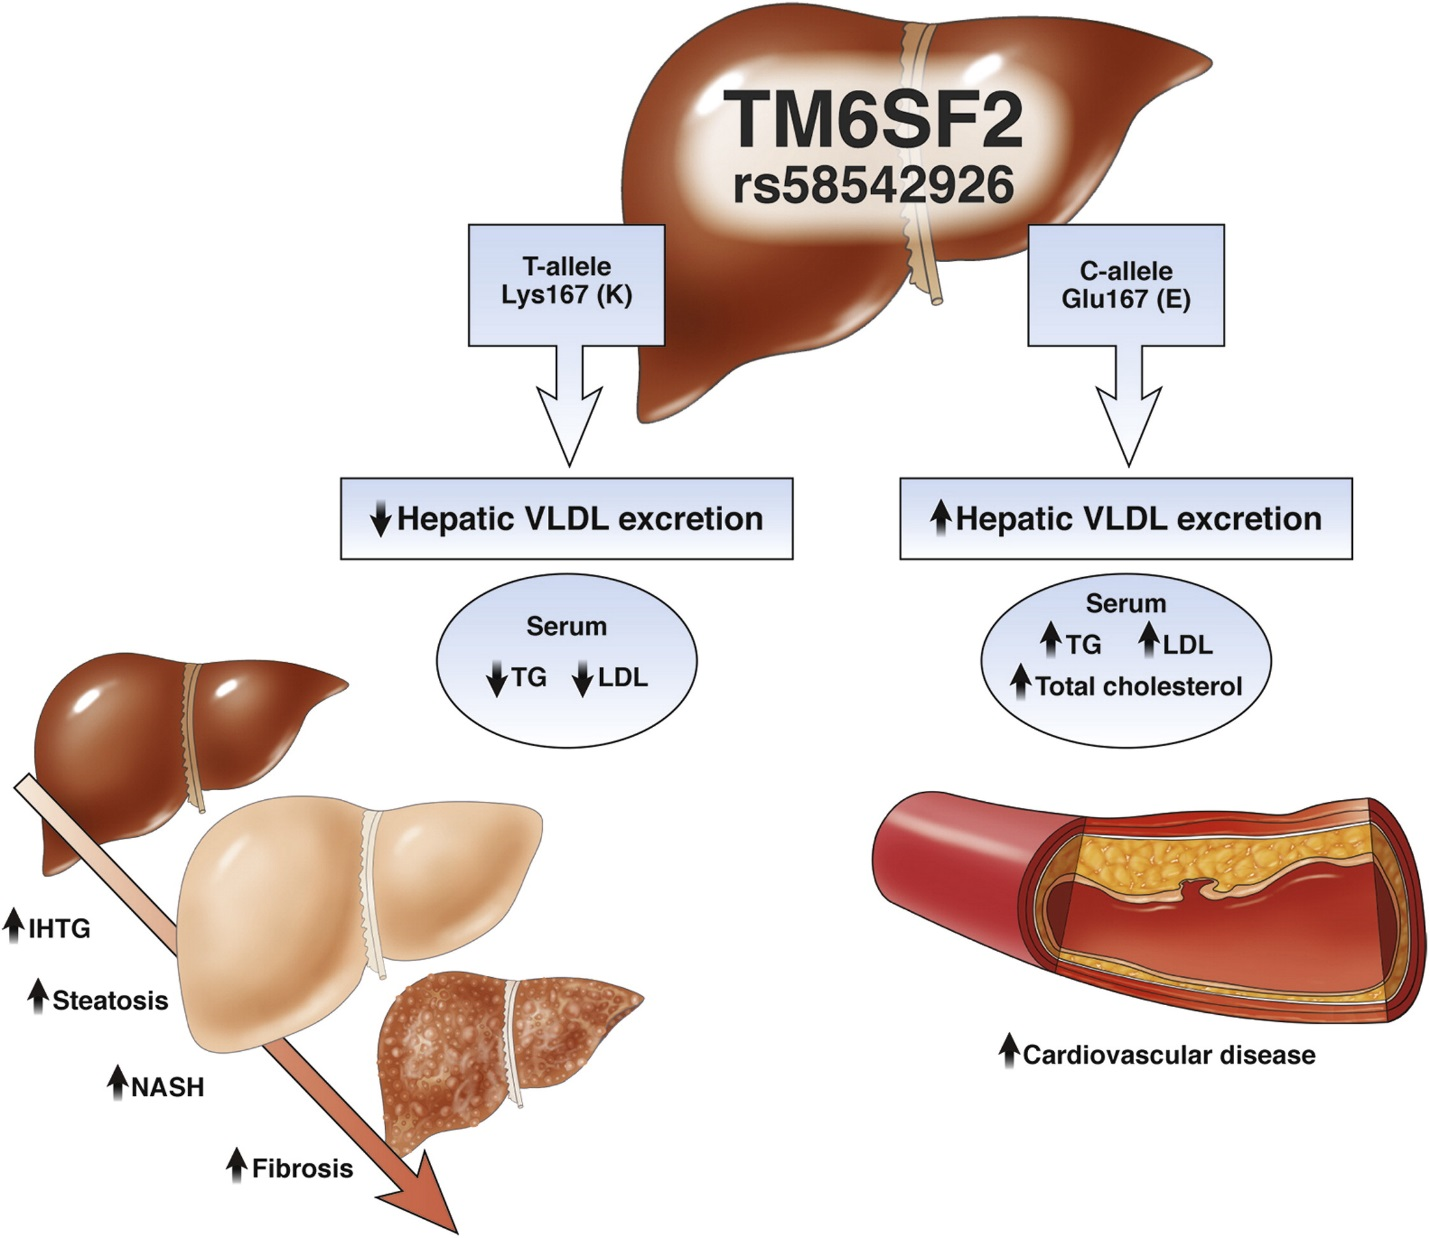 TM6SF2
rs58542926
T-allele
Lys167 (K)
C-allele
Glu167 (E)
Hepatic VLDL excretion
Hepatic VLDL excretion
Serum
TG LDL
Serum
TG LDL
Total cholesterol
IHTG
Steatosis
NASH
Fibrosis
Cardiovascular disease